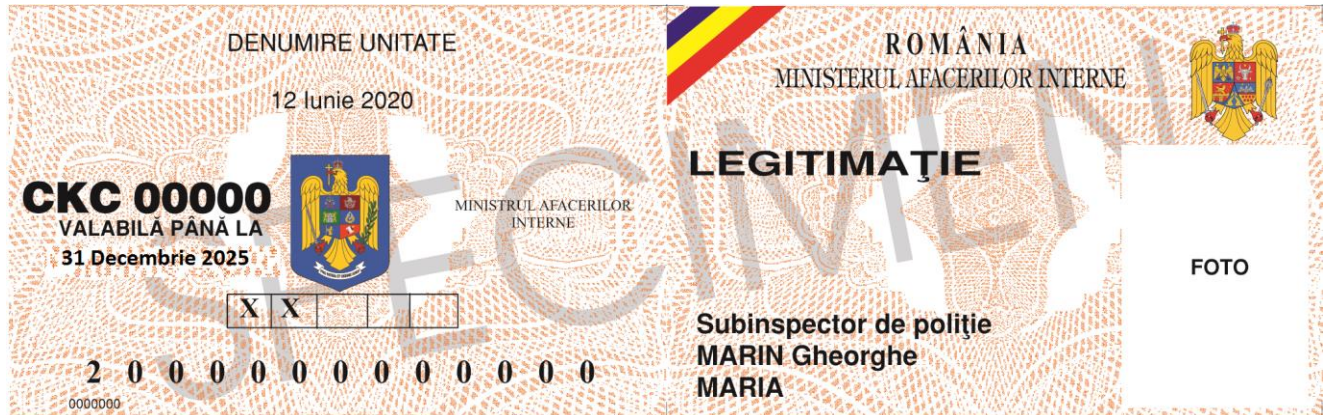 DENUMIRE UNITATE
12 Iunie 2020
CKC 00000
VALABILĂ PÂNĂ LA
31 Decembrie 2025
MINISTRUL AFACERILOR
INTERNE
X X
2 0 0 0 0 0 0 0 0 0 0 0 0
0000000
ROMÂNIA
MINISTERUL AFACERILOR INTERNE
LEGITIMAŢIE
FOTO
Subinspector de poliţie
MARIN Gheorghe
MARIA
SPECIMEN